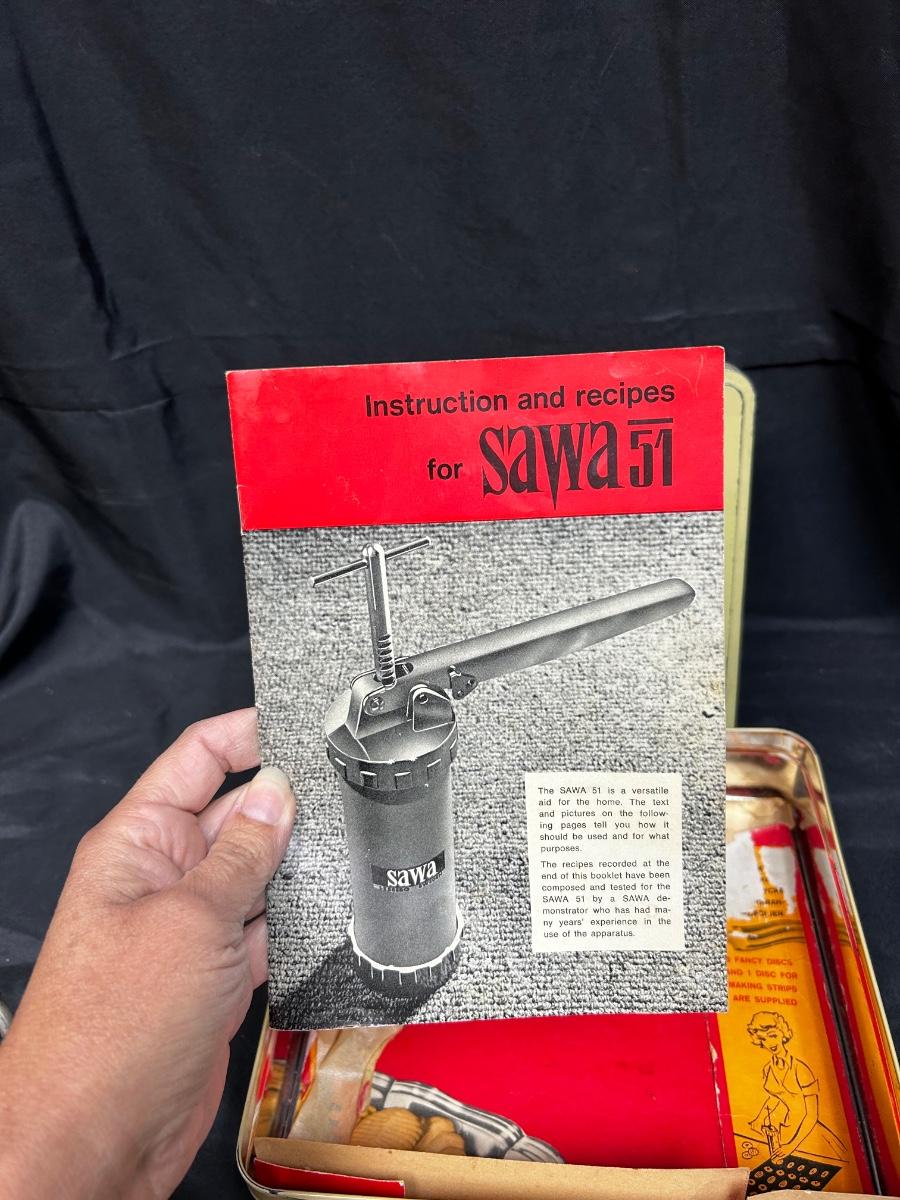 Instruction and recipes
for sawa 51
sawa
The SAWA 51 is a versatile
aid for the home. The text
and pictures on the follow-
ing pages tell you how it
should be used and for what
purposes.
The recipes recorded at the
end of this booklet have been
composed and tested for the
SAWA 51 by a SAWA de-
monstrator who has had ma-
ny years' experience in the
use of the apparatus.
FANCY DISCS
AND 1 DISC FOR
MAKING STRIPS
ARE SUPPLIED